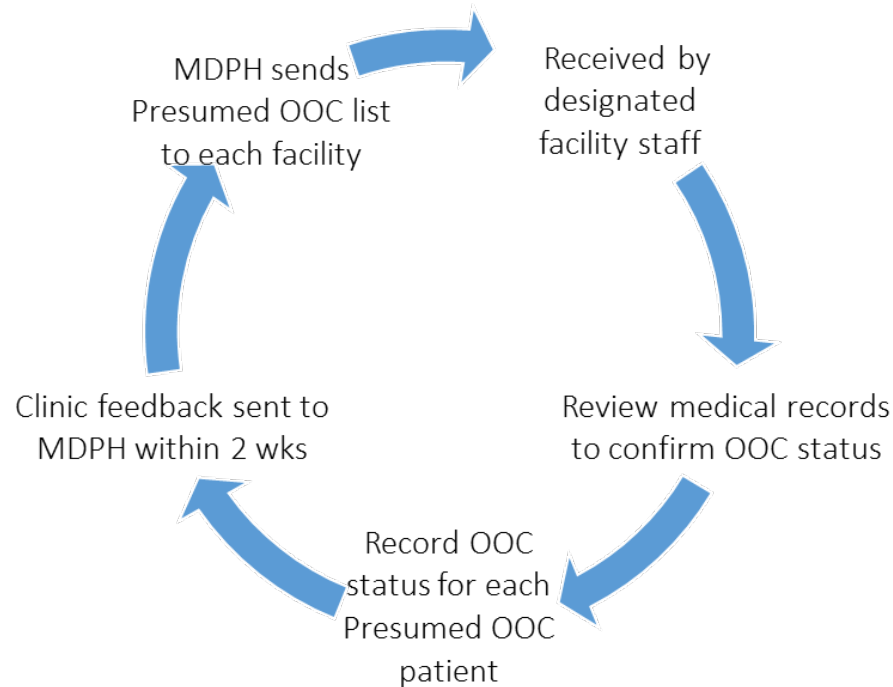 MDPH sends
Presumed OOC list
to each facility
Received by
designated
facility staff
Review medical records
to confirm OOC status
Record OOC
status for each
Presumed OOC
patient
Clinic feedback sent to
MDPH within 2 wks